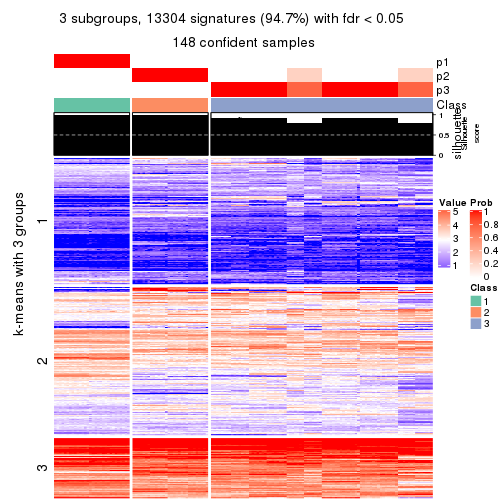 3 subgroups, 13304 signatures (94.7%) with fdr < 0.05
148 confident samples
p1
p2
p3
Class
1
0.5
0
silhouette
Silhouette
score
k-means with 3 groups
1
2
3
Value
5
4
3
2
1
Prob
1
0.8
0.6
0.4
0.2
0
Class
1
2
3